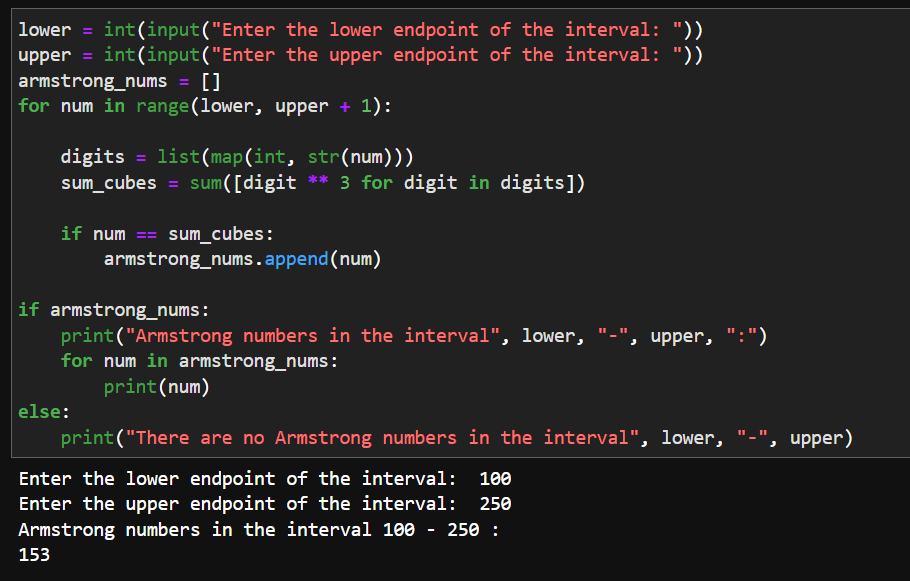 lower = int(input("Enter the lower endpoint of the interval: "))
upper = int(input("Enter the upper endpoint of the interval: "))
armstrong_nums = []
for num in range(lower, upper + 1):
    digits = list(map(int, str(num)))
    sum_cubes = sum([digit ** 3 for digit in digits])
    if num == sum_cubes:
        armstrong_nums.append(num)
if armstrong_nums:
    print("Armstrong numbers in the interval", lower, "-", upper, ":")
    for num in armstrong_nums:
        print(num)
else:
    print("There are no Armstrong numbers in the interval", lower, "-", upper)
Enter the lower endpoint of the interval:  100
Enter the upper endpoint of the interval:  250
Armstrong numbers in the interval 100 - 250 :
153